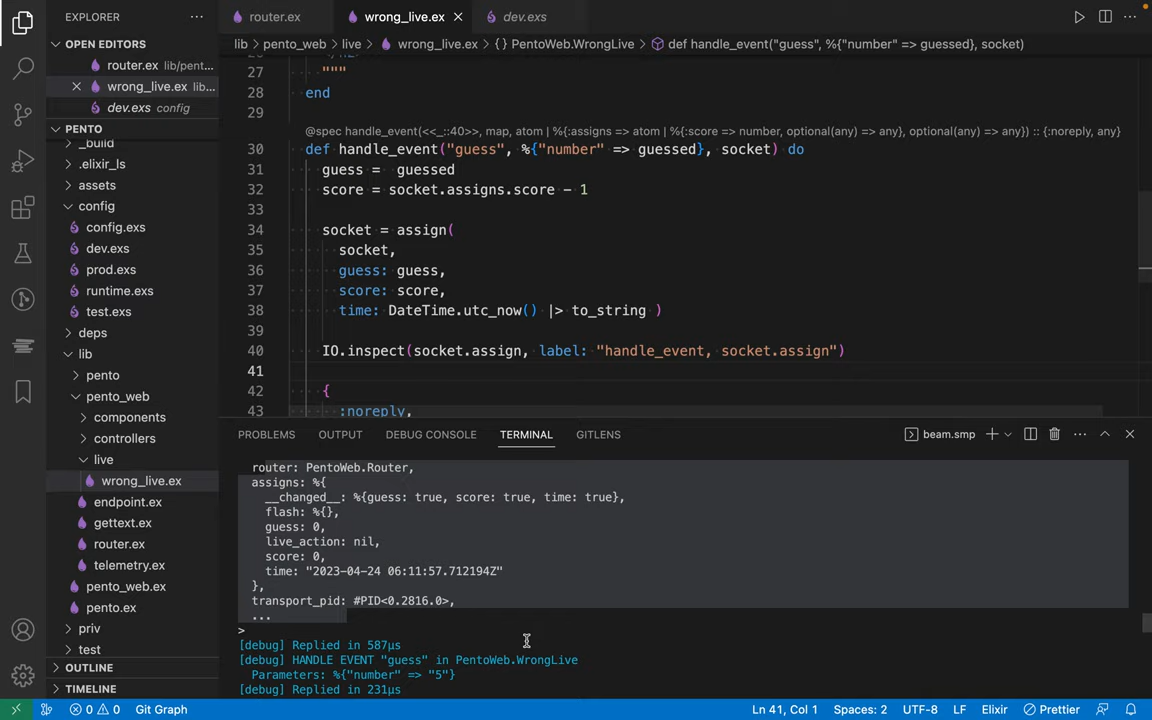 EXPLORER
router.ex
wrong_live.ex
dev.exs
OPEN EDITORS
router.ex lib/pent...
wrong_live.ex lib...
dev.exs config
PENTO
_build
.elixir_ls
assets
config
config.exs
dev.exs
prod.exs
runtime.exs
test.exs
deps
lib
pento
pento_web
components
controllers
live
wrong_live.ex
endpoint.ex
gettext.ex
router.ex
telemetry.ex
pento_web.ex
pento.ex
priv
test
OUTLINE
TIMELINE
lib > pento_web > live > wrong_live.ex > {} PentoWeb.WrongLive > def handle_event("guess", %{"number" => guessed}, socket)
27 """
28 end
29
@spec handle_event(<<_::40>>, map, atom | %{:assigns => atom | %{:score => number, optional(any) => any}, optional(any) => any}) :: {:noreply, any}
30 def handle_event("guess", %{"number" => guessed}, socket) do
31 guess = guessed
32 score = socket.assigns.score - 1
33
34 socket = assign(
35 socket,
36 guess: guess,
37 score: score,
38 time: DateTime.utc_now() |> to_string )
39
40 IO.inspect(socket.assign, label: "handle_event, socket.assign")
41
42 {
43 :noreply,
PROBLEMS OUTPUT DEBUG CONSOLE TERMINAL GITLENS
beam.smp
router: PentoWeb.Router,
assigns: %{
__changed__: %{guess: true, score: true, time: true},
flash: %{},
guess: 0,
live_action: nil,
score: 0,
time: "2023-04-24 06:11:57.712194Z"
},
transport_pid: #PID<0.2816.0>,
...
>
[debug] Replied in 587µs
[debug] HANDLE EVENT "guess" in PentoWeb.WrongLive
Parameters: %{"number" => "5"}
[debug] Replied in 231µs
0 0 Git Graph Ln 41, Col 1 Spaces: 2 UTF-8 LF Elixir Prettier